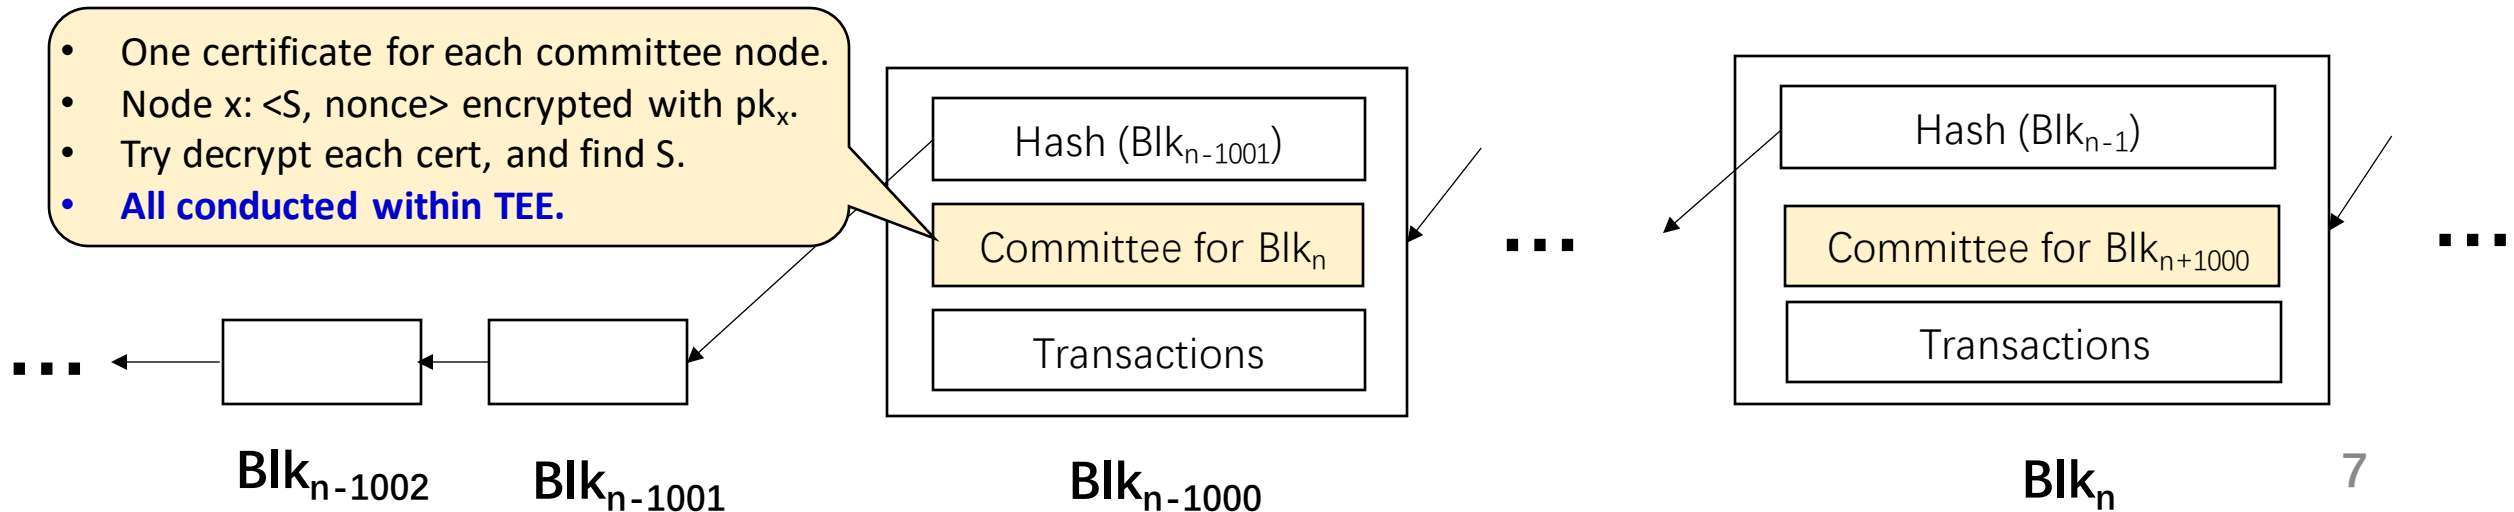 • One certificate for each committee node.
• Node x: <S, nonce> encrypted with pkx.
• Try decrypt each cert, and find S.
• All conducted within TEE.
Hash (Blkn-1001)
Committee for Blkn
Transactions
Hash (Blkn-1)
Committee for Blkn+1000
Transactions
...
...
...
Blkn-1002
Blkn-1001
Blkn-1000
Blkn
7